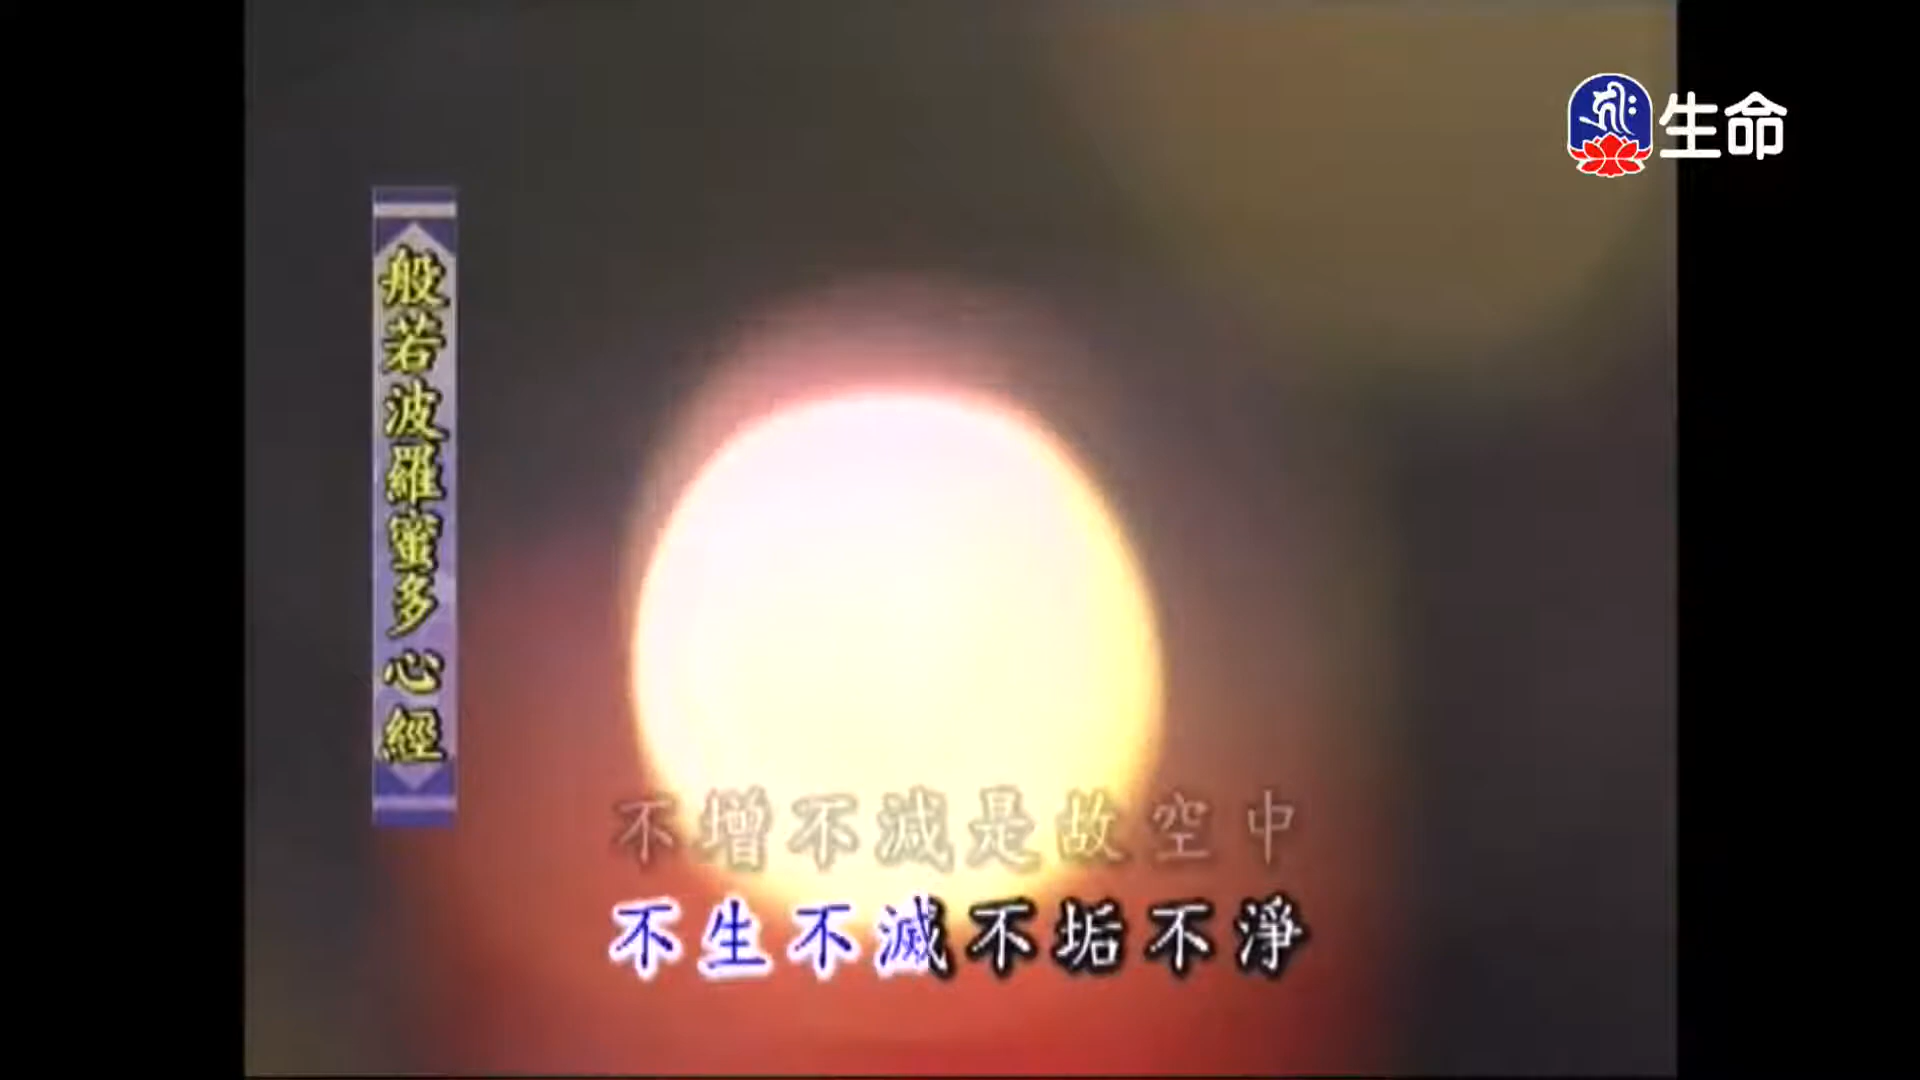 生命
般若波羅蜜多心經
不增不減是故空中
不生不滅不垢不淨